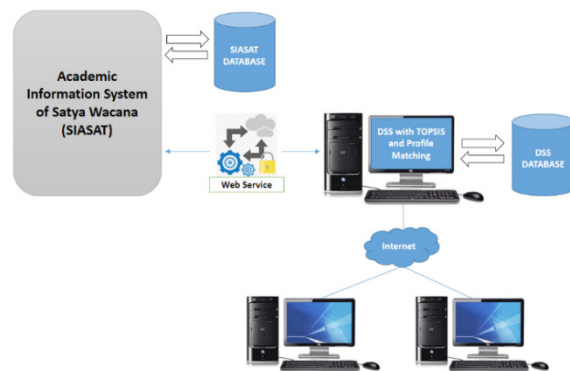 Academic
Information System
of Satya Wacana
(SIASAT)
SIASAT
DATABASE
Web Service
DSS with TOPSIS
and Profile
Matching
DSS
DATABASE
Internet